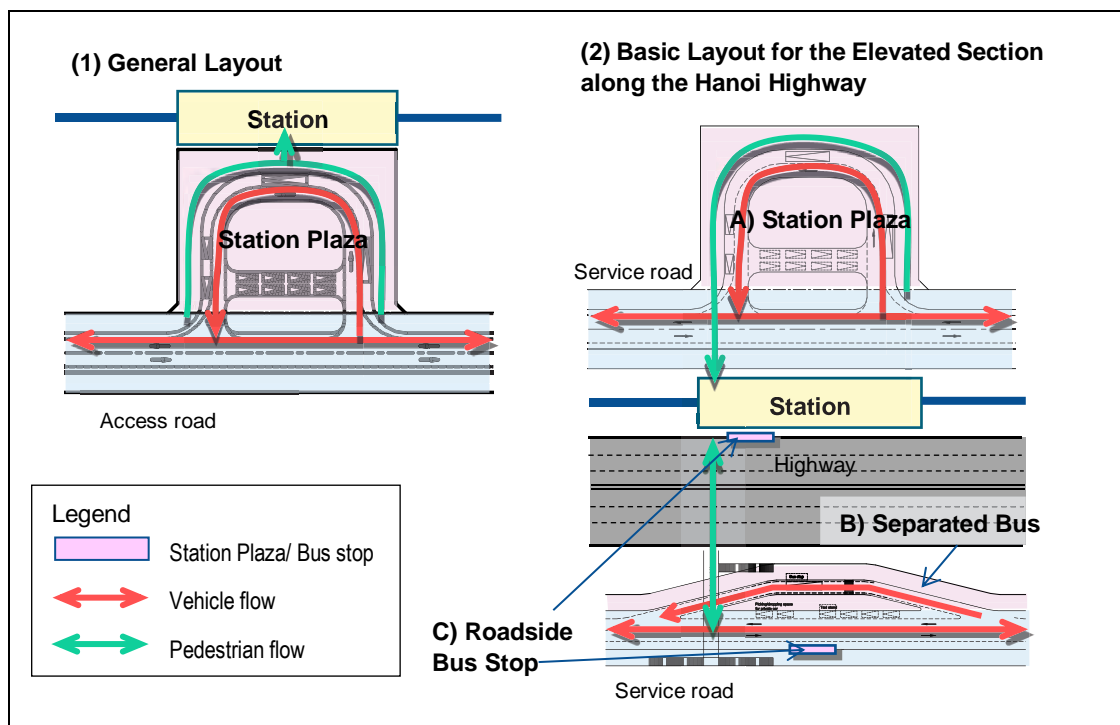 (1) General Layout
Station
Station Plaza
Access road
Legend
Station Plaza/ Bus stop
Vehicle flow
Pedestrian flow
(2) Basic Layout for the Elevated Section
along the Hanoi Highway
A) Station Plaza
Service road
Station
Highway
B) Separated Bus
C) Roadside
Bus Stop
Service road